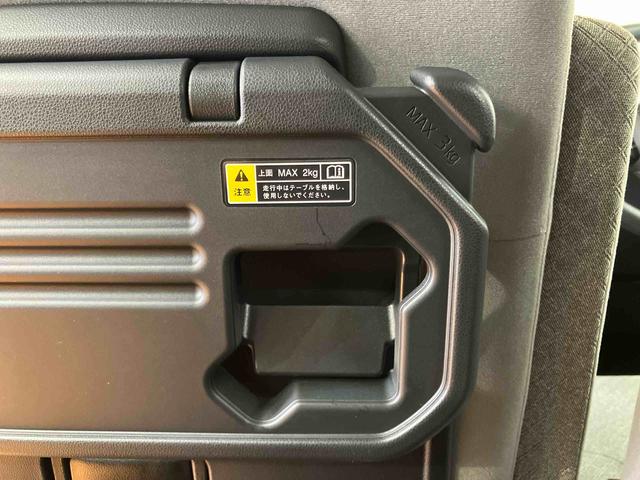 MAX 3kg
上面 MAX 2kg
注意
走行中はテーブルを格納し、
使用しないでください。